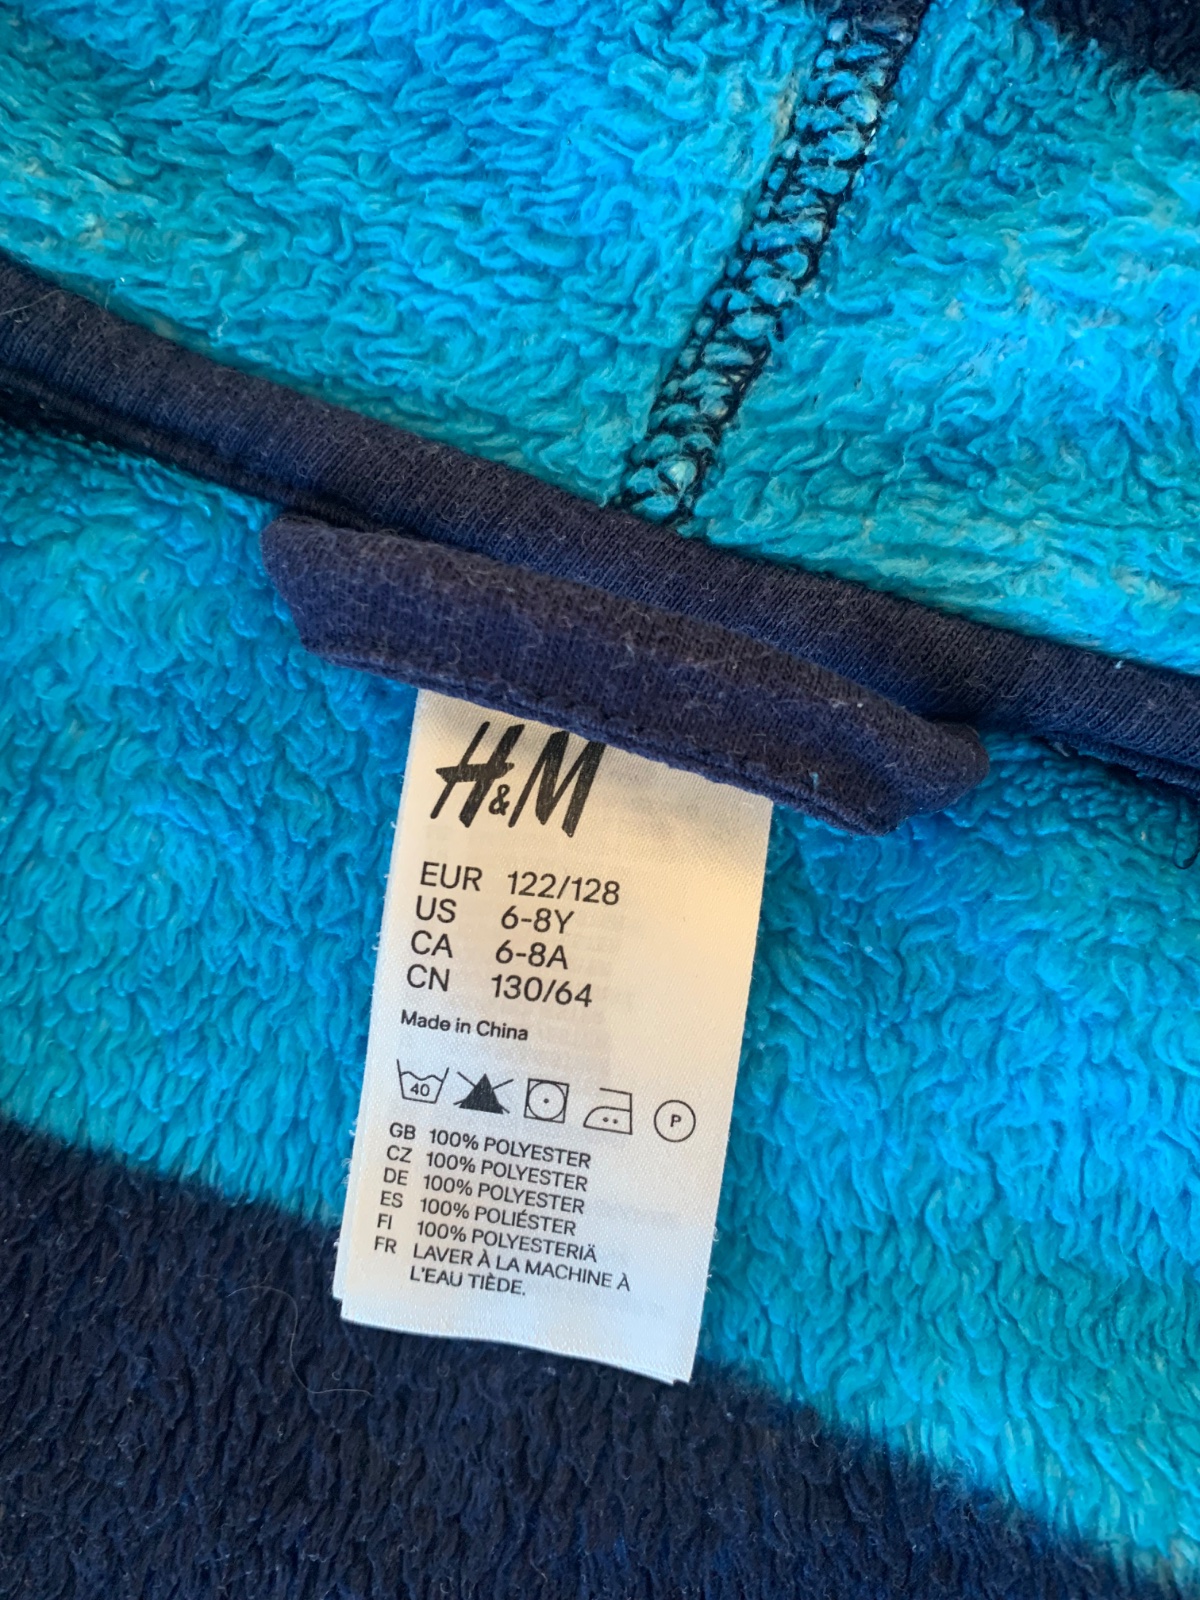 H&M
EUR 122/128
US 6-8Y
CA 6-8A
CN 130/64
Made in China
40 P
GB 100% POLYESTER
CZ 100% POLYESTER
DE 100% POLYESTER
ES 100% POLIÉSTER
FI 100% POLYESTERIÄ
FR LAVER À LA MACHINE À
L'EAU TIÈDE.